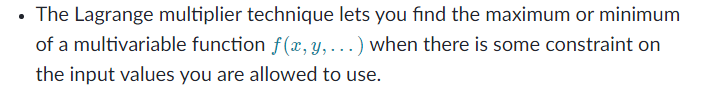 • The Lagrange multiplier technique lets you find the maximum or minimum
of a multivariable function f(x, y, ...) when there is some constraint on
the input values you are allowed to use.